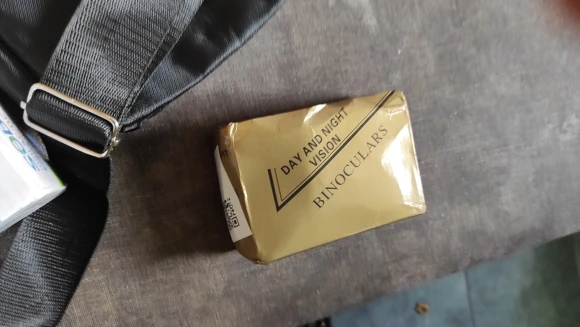 DAY AND NIGHT
VISION
BINOCULARS